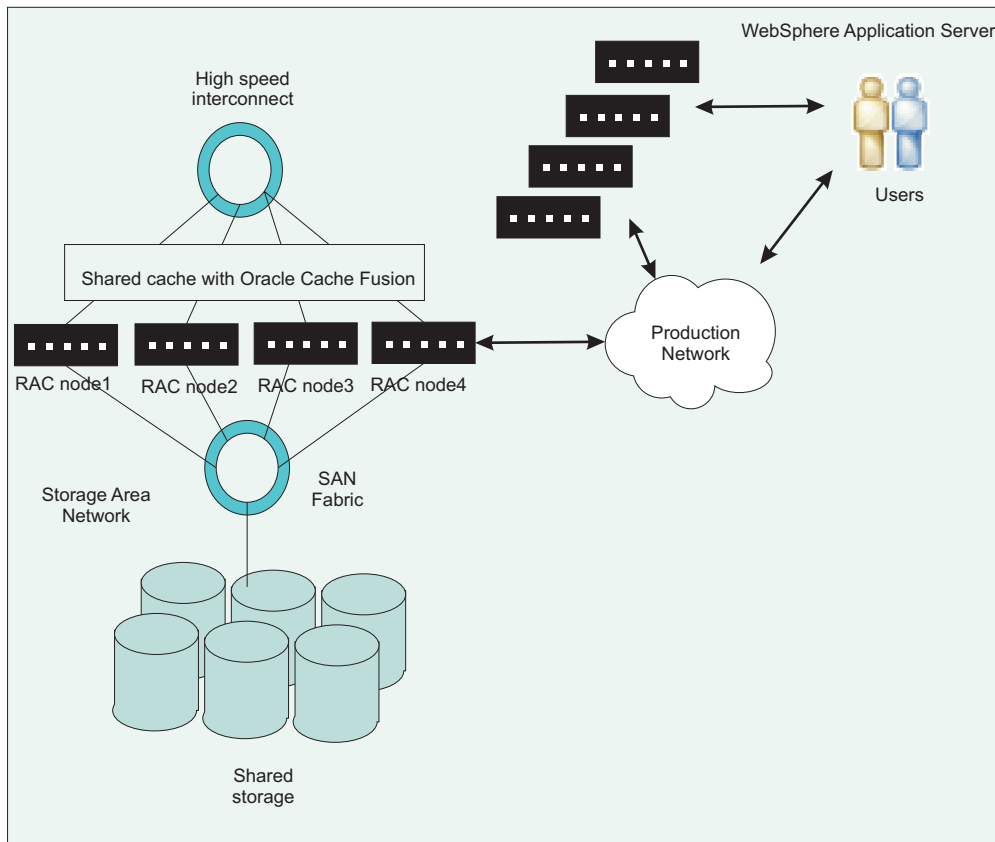 WebSphere Application Server
High speed
interconnect
Users
Shared cache with Oracle Cache Fusion
Production
Network
RAC node1
RAC node2
RAC node3
RAC node4
Storage Area
Network
SAN
Fabric
Shared
storage